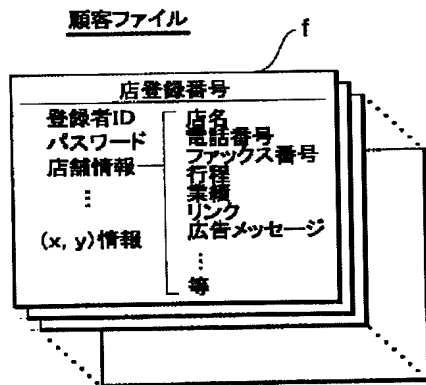 顧客ファイル
f
店登録番号
登録者ID
パスワード
店舗情報
⋮
(x, y)情報
店名
電話番号
ファックス番号
行程
業績
リンク
広告メッセージ
⋮
等